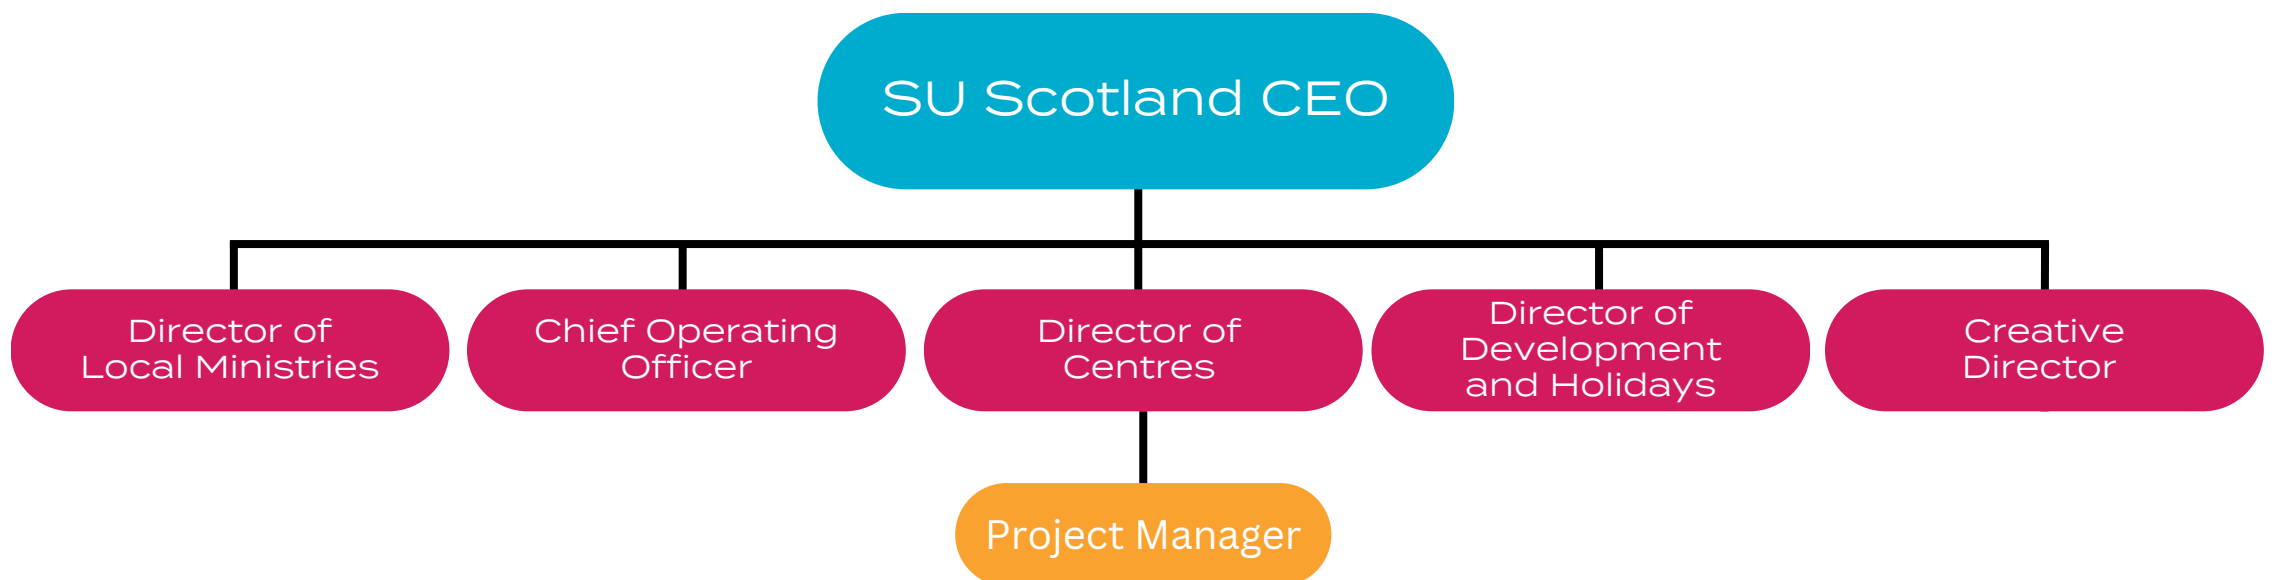 SU Scotland CEO
Director of
Local Ministries
Chief Operating
Officer
Director of
Centres
Director of
Development
and Holidays
Creative
Director
Project Manager